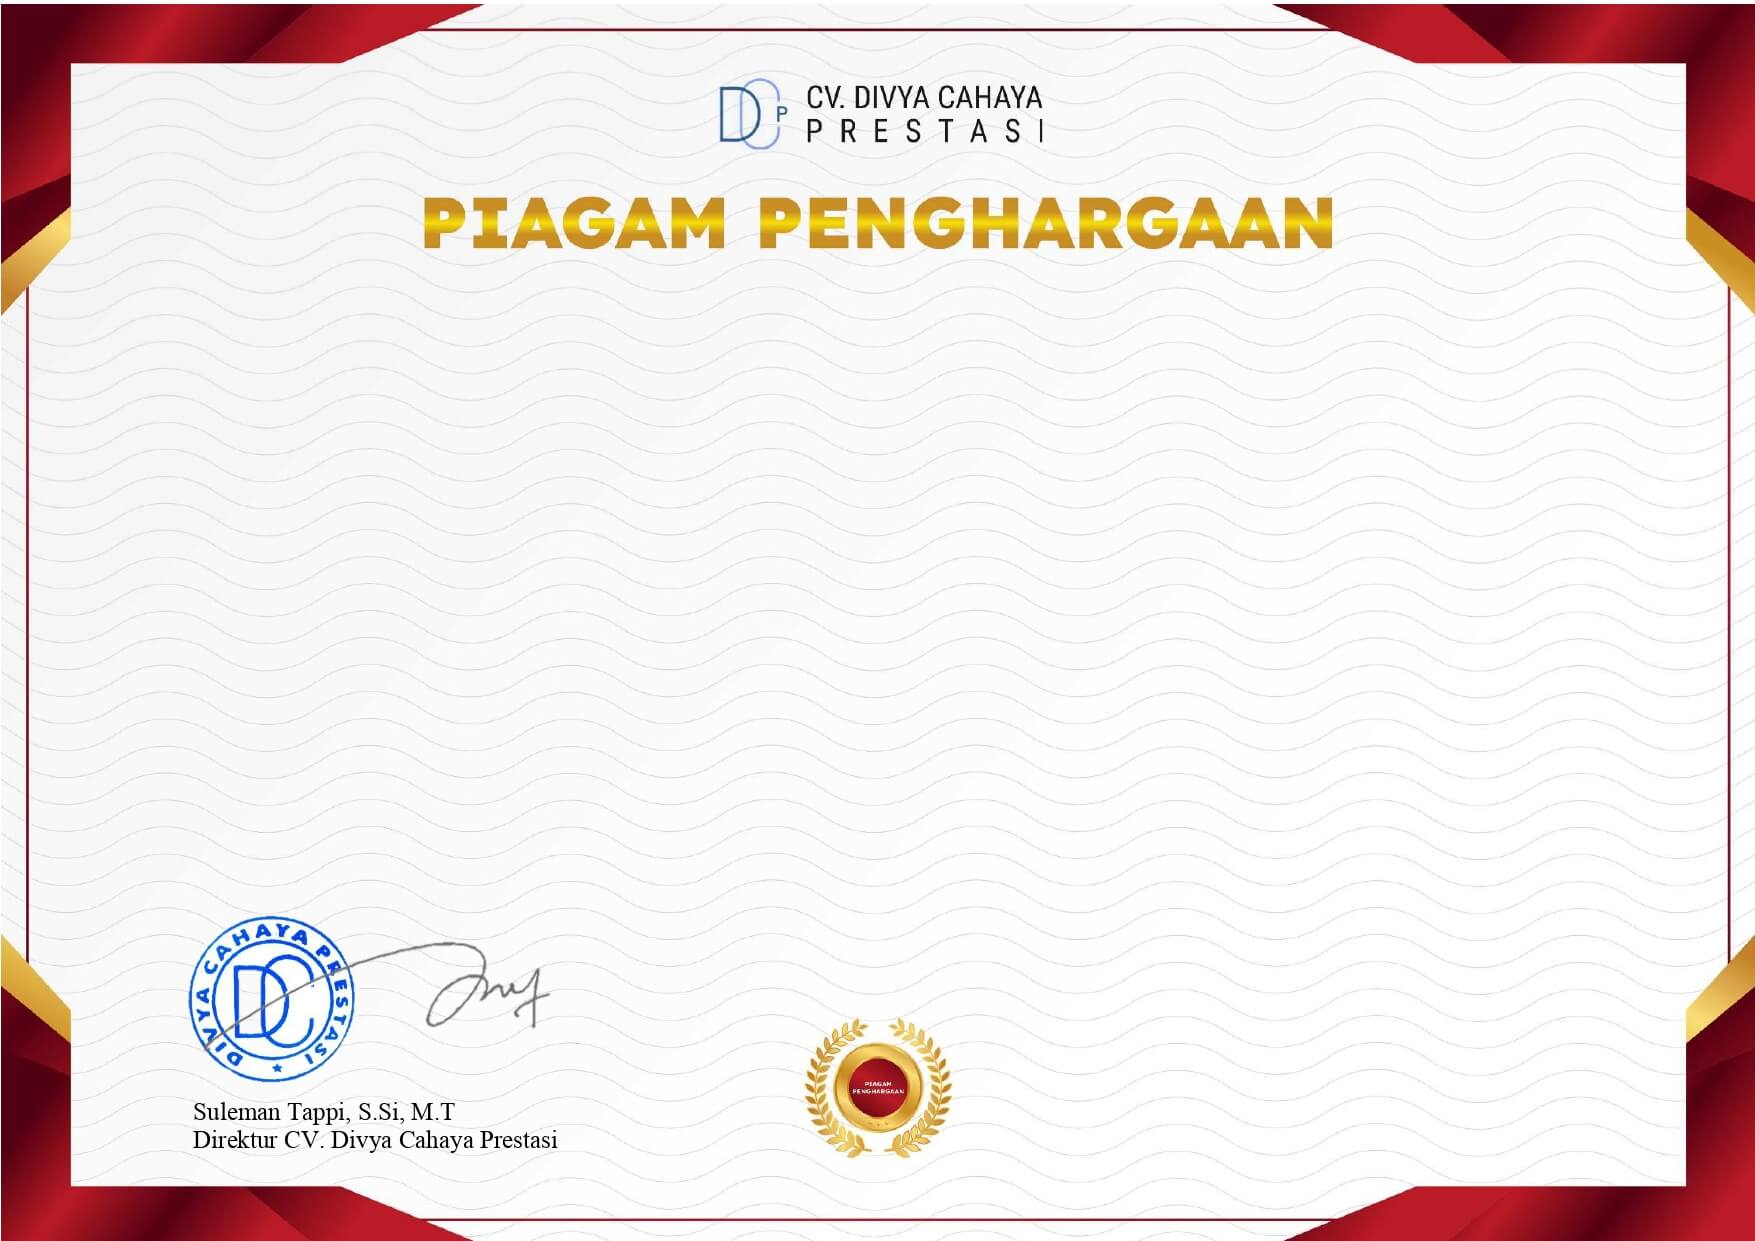 DC P CV. DIVYA CAHAYA
PRESTASI
PIAGAM PENGHARGAAN
DIVYA CAHAYA PRESTASI
DC
PIAGAM
PENGHARGAAN
Suleman Tappi, S.Si, M.T
Direktur CV. Divya Cahaya Prestasi